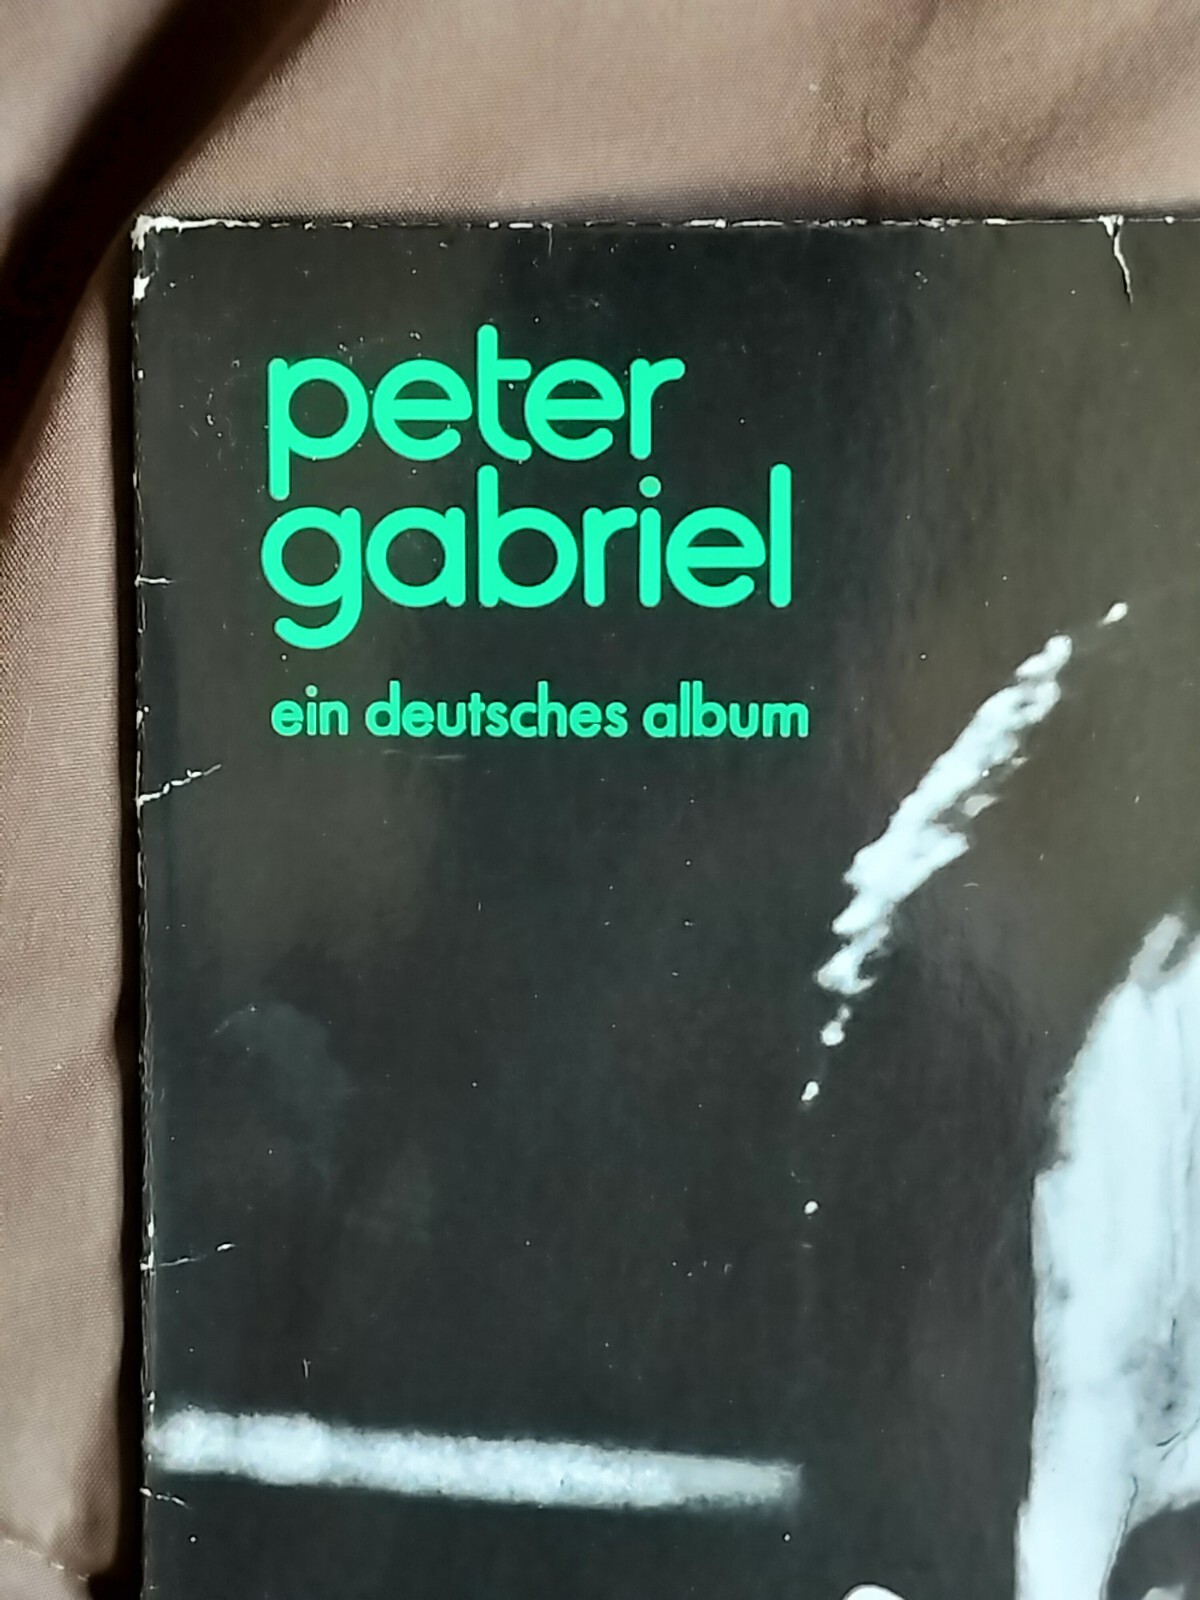 peter
gabriel
ein deutsches album